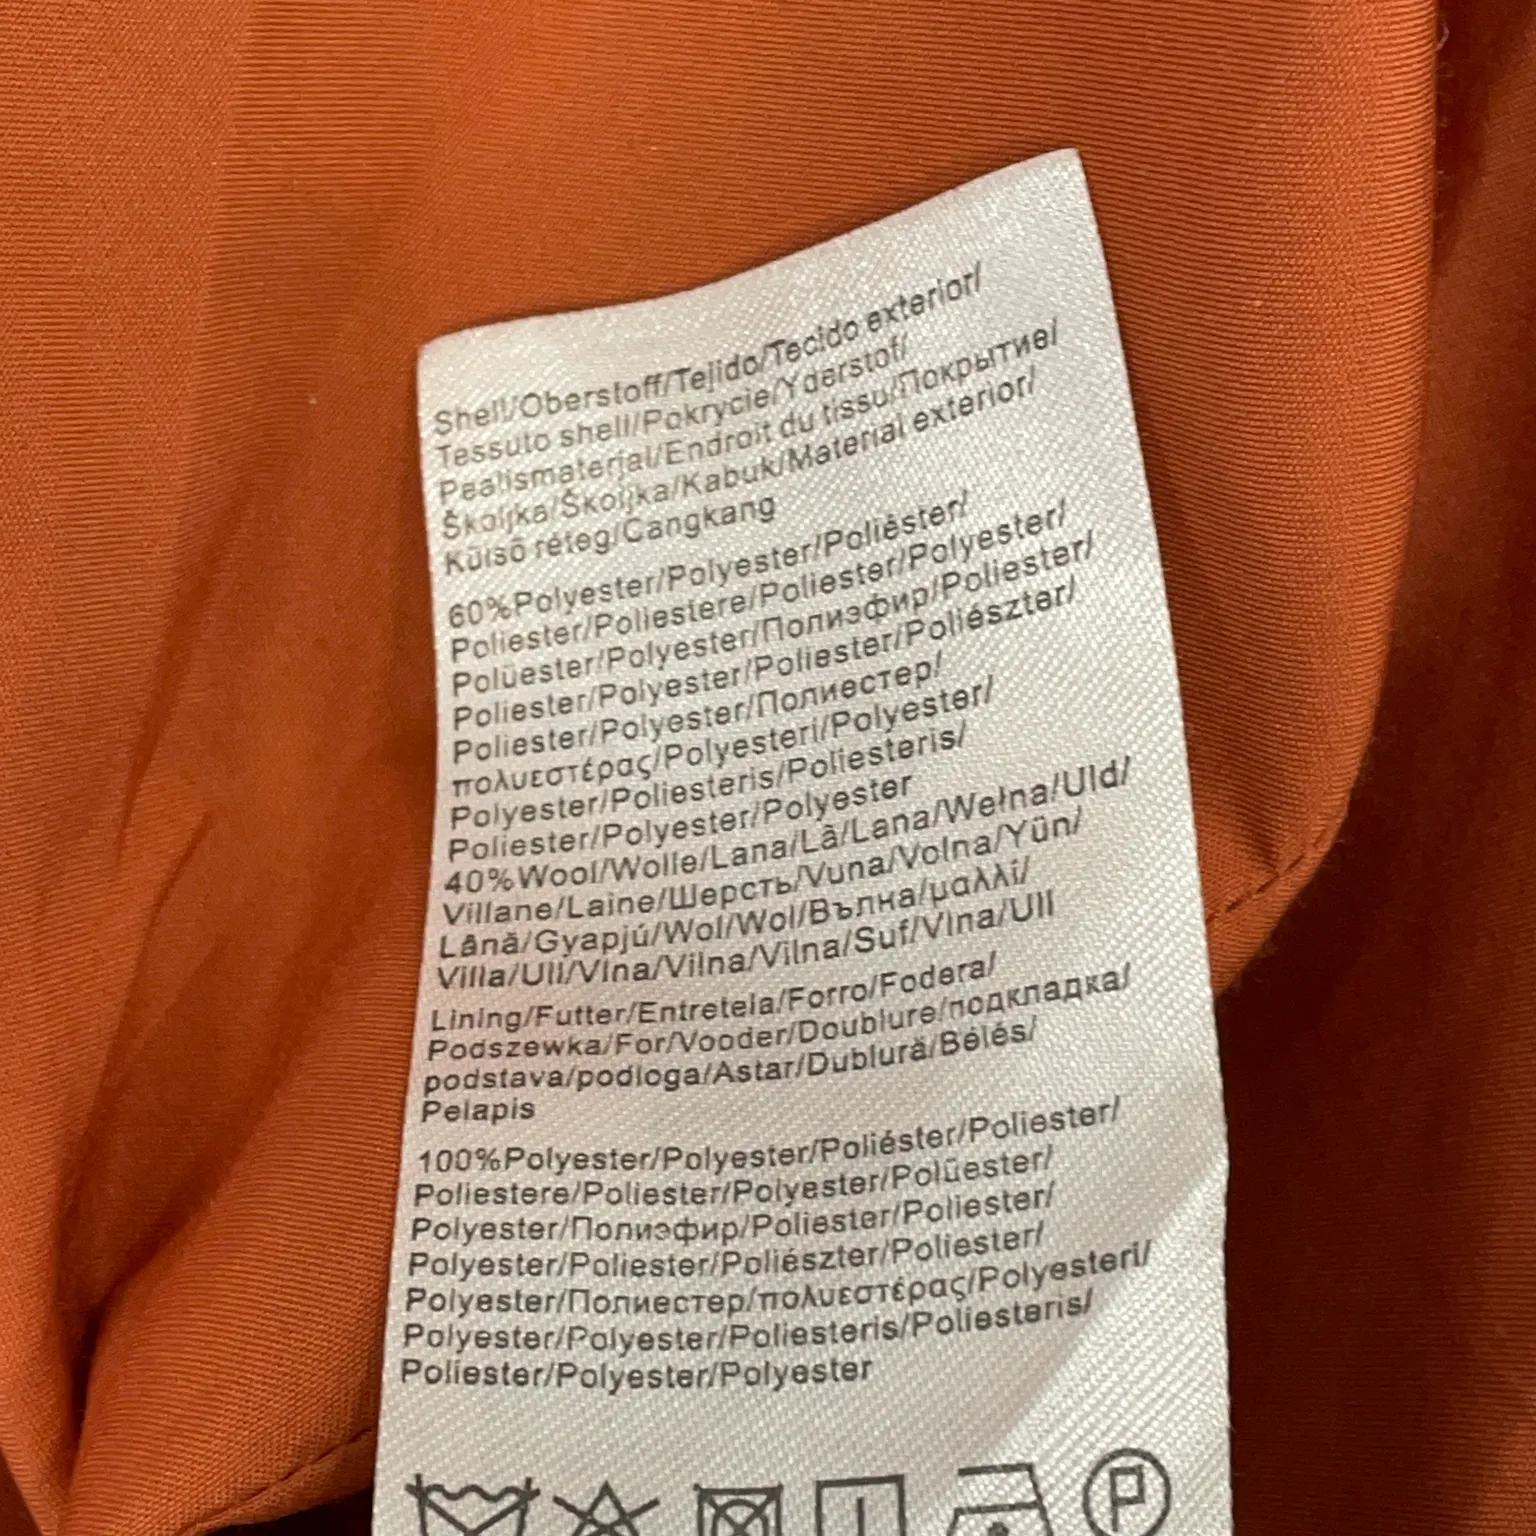 Shell/Oberstoff/Tejido/Tecido exterior/
Tessuto shell/Pokrycie/Yderstof/
Pealismaterjal/Endroit du tissu/Покрытие/
Školjka/Školjka/Kabuk/Material exterior/
Külső réteg/Cangkang
60%Polyester/Polyester/Poliéster/
Poliester/Poliestere/Poliester/Polyester/
Polüester/Polyester/Полиэфир/Poliester/
Poliester/Polyester/Poliester/Poliészter/
Poliester/Polyester/Полиестер/
πολυεστέρας/Polyesteri/Polyester/
Polyester/Poliesteris/Poliesteris/
Poliester/Polyester/Polyester
40%Wool/Wolle/Lana/Lã/Lana/Wełna/Uld/
Villane/Laine/Шерсть/Vuna/Volna/Yün/
Lână/Gyapjú/Wol/Wol/Вълна/μαλλί/
Villa/Ull/Vlna/Vilna/Vilna/Suf/Vlna/Ull
Lining/Futter/Entretela/Forro/Fodera/
Podszewka/For/Vooder/Doublure/подкладка/
podstava/podloga/Astar/Dublură/Bélés/
Pelapis
100%Polyester/Polyester/Poliéster/Poliester/
Poliestere/Poliester/Polyester/Polüester/
Polyester/Полиэфир/Poliester/Poliester/
Polyester/Poliester/Poliészter/Poliester/
Polyester/Полиестер/πολυεστέρας/Polyesteri/
Polyester/Polyester/Poliesteris/Poliesteris/
Poliester/Polyester/Polyester
P